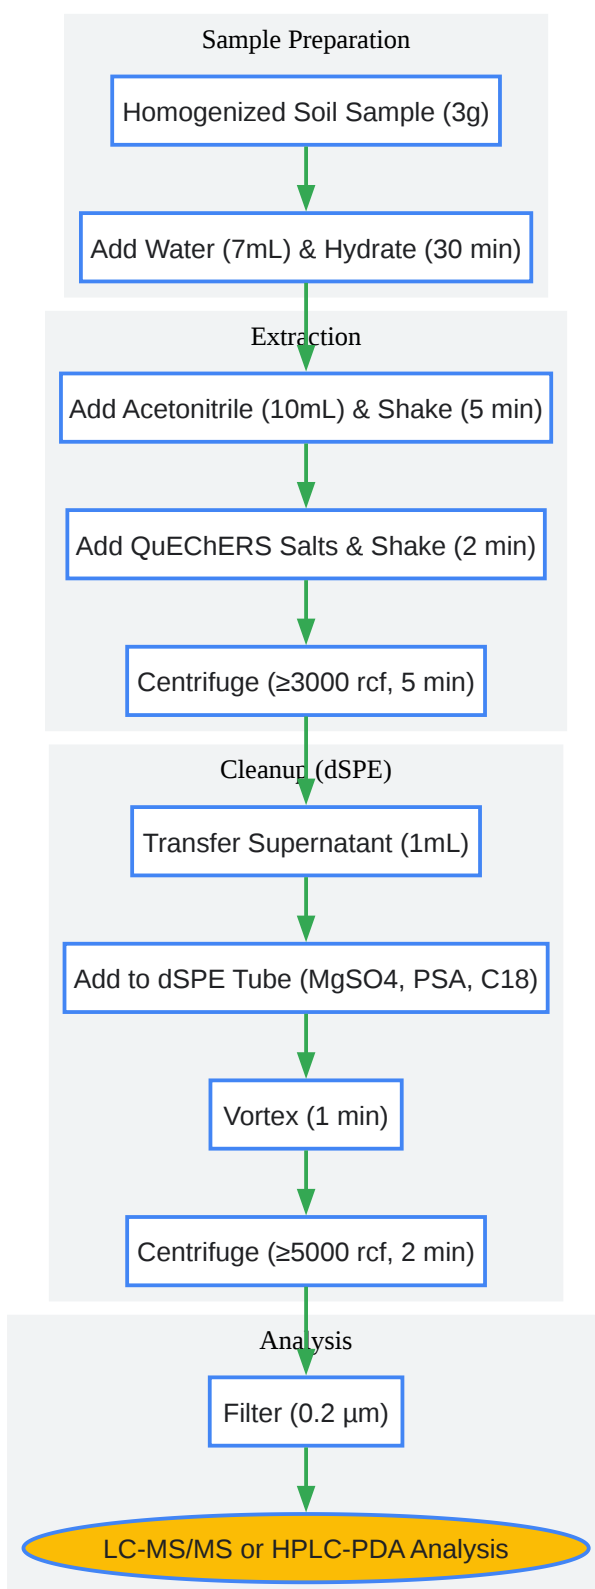 Sample Preparation
Homogenized Soil Sample (3g)
Add Water (7mL) & Hydrate (30 min)
Extraction
Add Acetonitrile (10mL) & Shake (5 min)
Add QuEChERS Salts & Shake (2 min)
Centrifuge (≥3000 rcf, 5 min)
Cleanup (dSPE)
Transfer Supernatant (1mL)
Add to dSPE Tube (MgSO4, PSA, C18)
Vortex (1 min)
Centrifuge (≥5000 rcf, 2 min)
Analysis
Filter (0.2 µm)
LC-MS/MS or HPLC-PDA Analysis